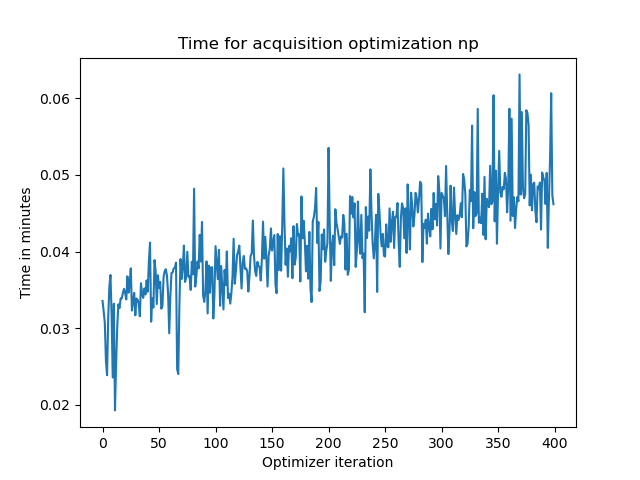 Time for acquisition optimization np
0.06
0.05
0.04
0.03
0.02
Time in minutes
0 50 100 150 200 250 300 350 400
Optimizer iteration